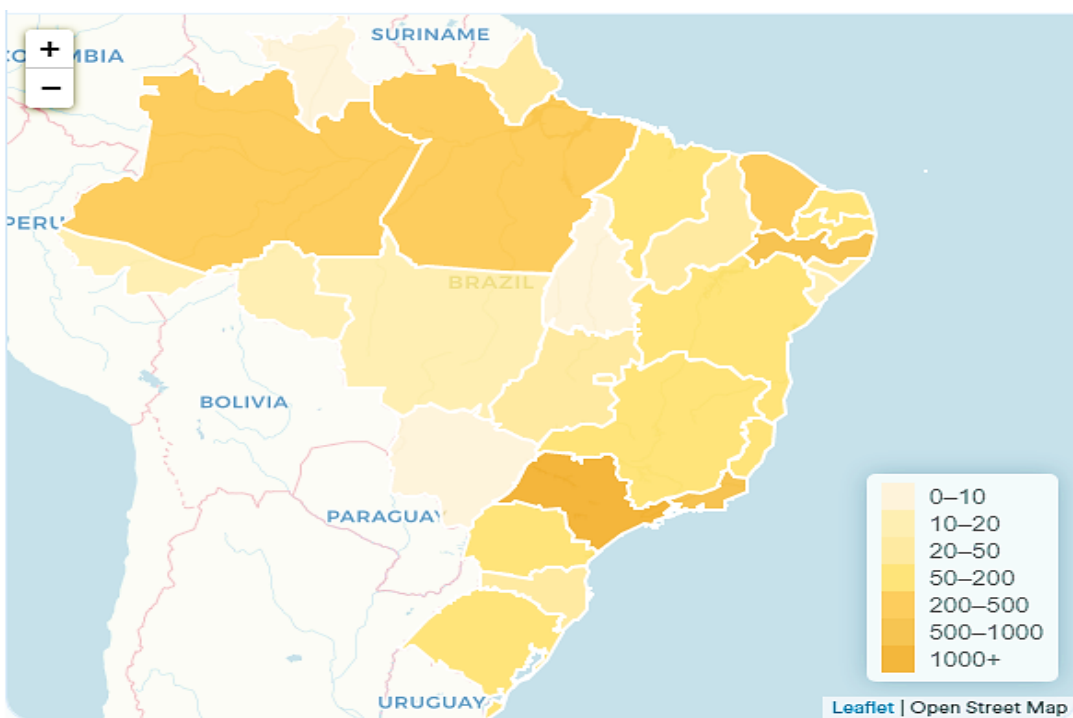 +
−
SURINAME
COLOMBIA
PERU
BRAZIL
BOLIVIA
PARAGUAY
URUGUAY
0–10
10–20
20–50
50–200
200–500
500–1000
1000+
Leaflet | Open Street Map